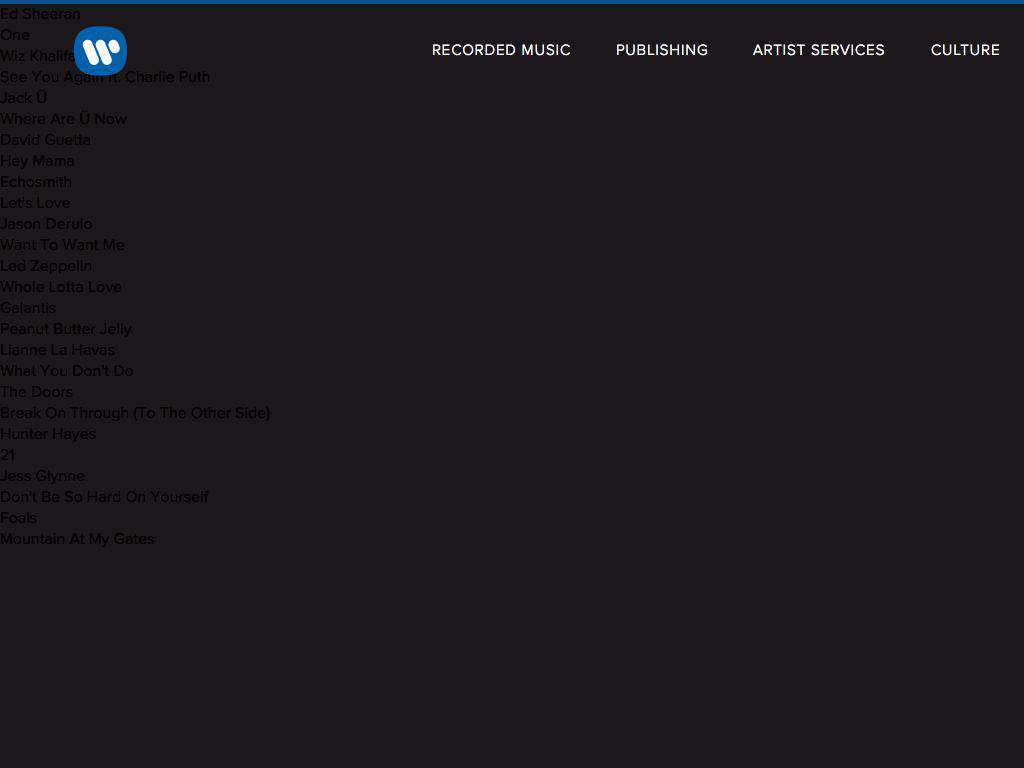 Ed Sheeran
One
Wiz Khalifa
See You Again ft. Charlie Puth
Jack Ü
Where Are Ü Now
David Guetta
Hey Mama
Echosmith
Let's Love
Jason Derulo
Want To Want Me
Led Zeppelin
Whole Lotta Love
Galantis
Peanut Butter Jelly
Lianne La Havas
What You Don't Do
The Doors
Break On Through (To The Other Side)
Hunter Hayes
21
Jess Glynne
Don't Be So Hard On Yourself
Foals
Mountain At My Gates
RECORDED MUSIC
PUBLISHING
ARTIST SERVICES
CULTURE